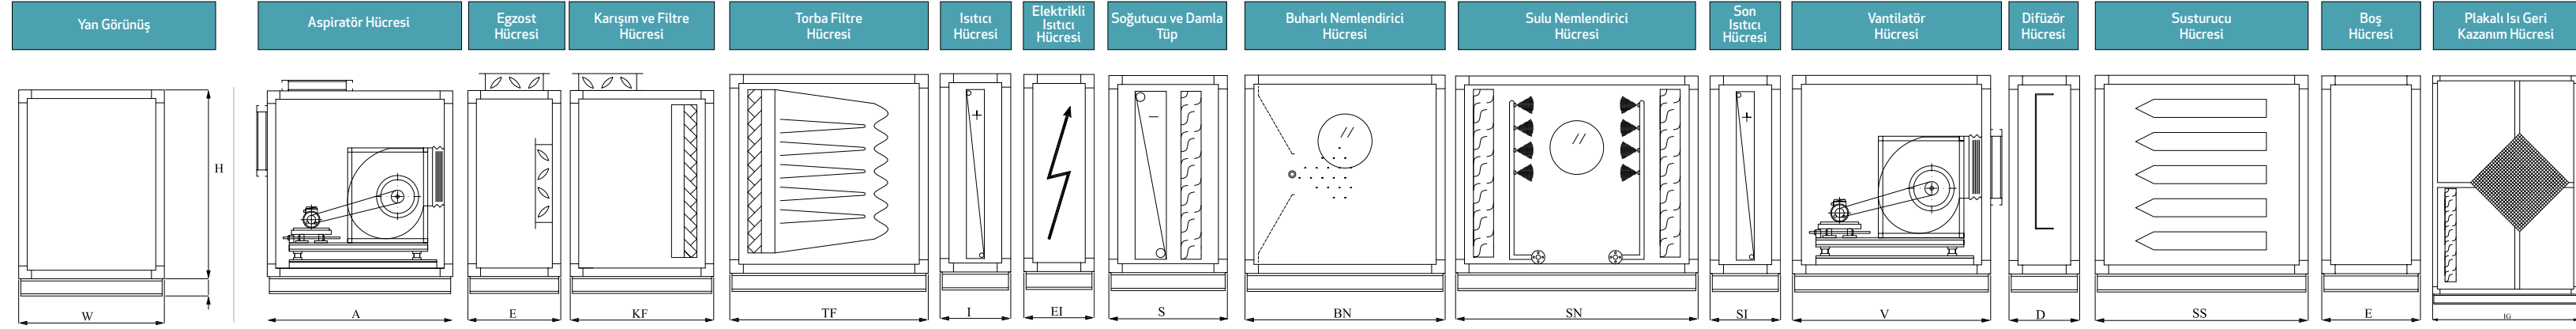 Yan Görünüş
Aspiratör Hücresi
Egzost
Hücresi
Karışım ve Filtre
Hücresi
Torba Filtre
Hücresi
Isıtıcı
Hücresi
Elektrikli
Isıtıcı
Hücresi
Soğutucu ve Damla
Tüp
Buharlı Nemlendirici
Hücresi
Sulu Nemlendirici
Hücresi
Son
Isıtıcı
Hücresi
Vantilatör
Hücresi
Difüzör
Hücresi
Susturucu
Hücresi
Boş
Hücresi
Plakalı Isı Geri
Kazanım Hücresi
H
+
−
+
W
A
E
KF
TF
I
EI
S
BN
SN
SI
V
D
SS
E
IG